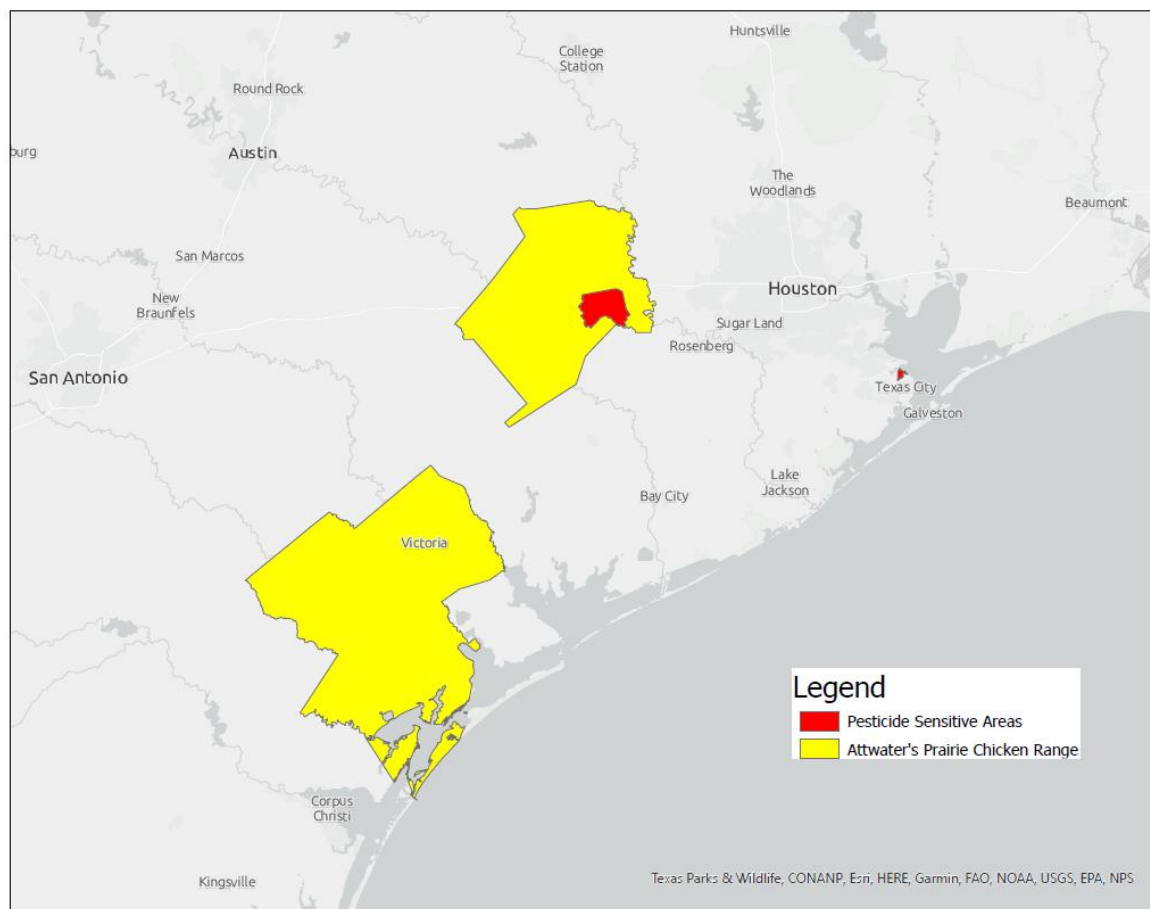 Huntsville
College
Station
Round Rock
burg
Austin
The
Woodlands
Beaumont
San Marcos
New
Braunfels
Houston
Sugar Land
Rosenberg
San Antonio
Texas City
Galveston
Lake
Jackson
Bay City
Victoria
Legend
Pesticide Sensitive Areas
Attwater's Prairie Chicken Range
Corpus
Christi
Kingsville
Texas Parks & Wildlife, CONANP, Esri, HERE, Garmin, FAO, NOAA, USGS, EPA, NPS